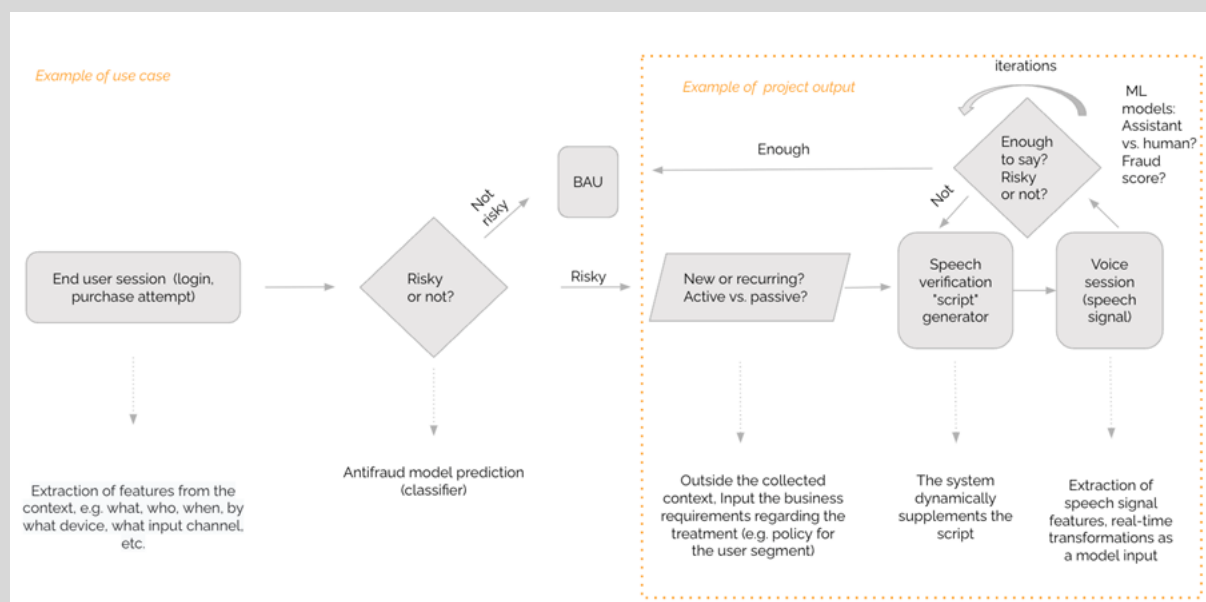 Example of use case
Example of project output
iterations
ML
models:
Assistant
vs. human?
Fraud
score?
Enough
to say?
Risky
or not?
Enough
BAU
Not
risky
Not
End user session (login,
purchase attempt)
Risky
or not?
Risky
New or recurring?
Active vs. passive?
Speech
verification
"script"
generator
Voice
session
(speech
signal)
Extraction of features from the
context, e.g. what, who, when, by
what device, what input channel,
etc.
Antifraud model prediction
(classifier)
Outside the collected
context, Input the business
requirements regarding the
treatment (e.g. policy for
the user segment)
The system
dynamically
supplements the
script
Extraction of
speech signal
features, real-time
transformations as
a model input